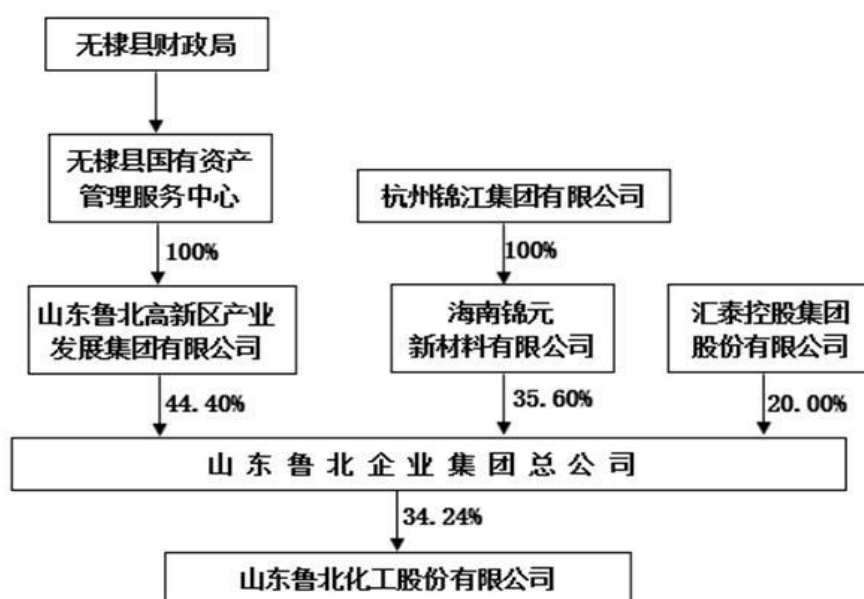 无棣县财政局
无棣县国有资产
管理服务中心
杭州锦江集团有限公司
100%
100%
山东鲁北高新区产业
发展集团有限公司
海南锦元
新材料有限公司
汇泰控股集团
股份有限公司
44.40%
35.60%
20.00%
山东鲁北企业集团总公司
34.24%
山东鲁北化工股份有限公司